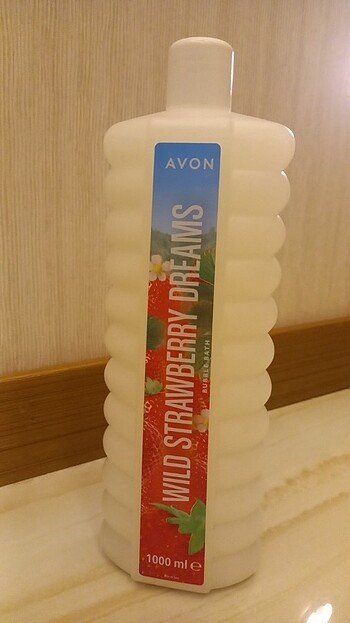 AVON
WILD STRAWBERRY DREAMS
BUBBLE BATH
1000 ml e